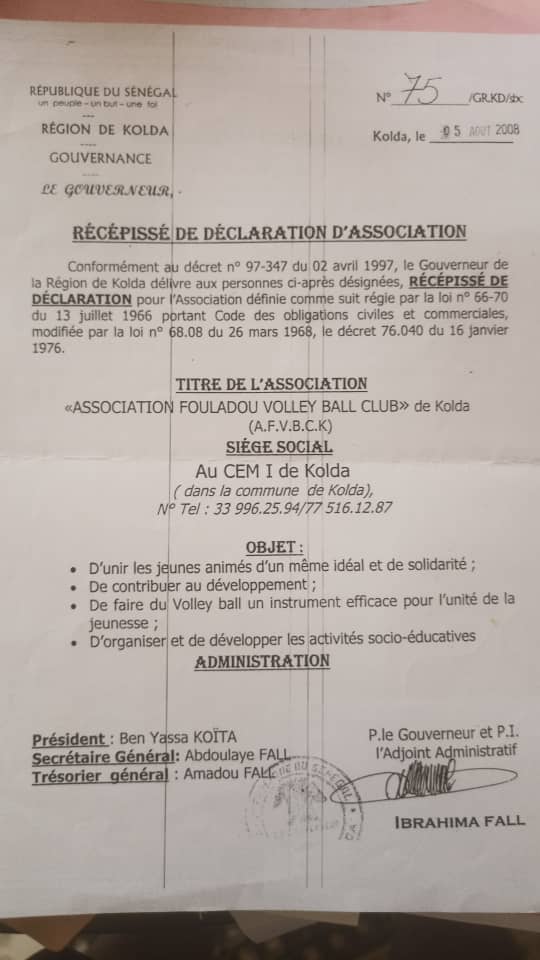 RÉPUBLIQUE DU SÉNÉGAL
un peuple – un but – une foi
----
RÉGION DE KOLDA
----
GOUVERNANCE
----
LE GOUVERNEUR,
N° 75 /GR.KD/sbc
Kolda, le 05 AOUT 2008
RÉCÉPISSÉ DE DÉCLARATION D'ASSOCIATION
Conformément au décret n° 97-347 du 02 avril 1997, le Gouverneur de
la Région de Kolda délivre aux personnes ci-après désignées, RÉCÉPISSÉ DE
DÉCLARATION pour l'Association définie comme suit régie par la loi n° 66-70
du 13 juillet 1966 portant Code des obligations civiles et commerciales,
modifiée par la loi n° 68.08 du 26 mars 1968, le décret 76.040 du 16 janvier
1976.
TITRE DE L'ASSOCIATION
«ASSOCIATION FOULADOU VOLLEY BALL CLUB» de Kolda
(A.F.V.B.C.K)
SIÉGE SOCIAL
Au CEM I de Kolda
( dans la commune de Kolda),
N° Tel : 33 996.25.94/77 516.12.87
OBJET :
• D'unir les jeunes animés d'un même idéal et de solidarité ;
• De contribuer au développement ;
• De faire du Volley ball un instrument efficace pour l'unité de la
jeunesse ;
• D'organiser et de développer les activités socio-éducatives
ADMINISTRATION
Président : Ben Yassa KOÏTA
Secrétaire Général: Abdoulaye FALL
Trésorier général : Amadou FALL
P.le Gouverneur et P.I.
l'Adjoint Administratif
IBRAHIMA FALL